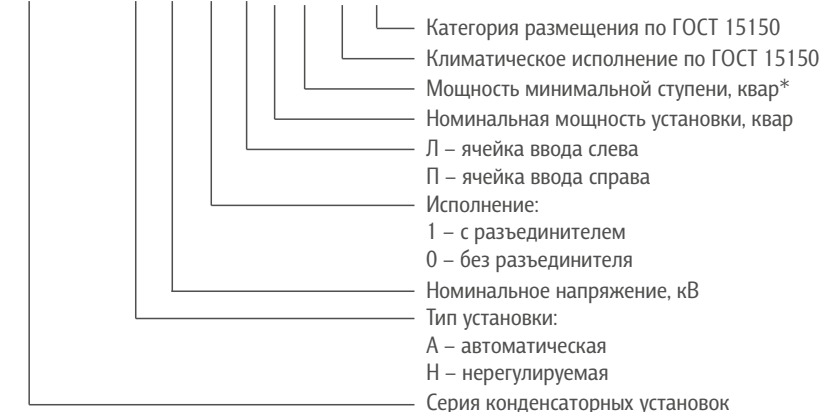 Категория размещения по ГОСТ 15150
Климатическое исполнение по ГОСТ 15150
Мощность минимальной ступени, квар*
Номинальная мощность установки, квар
Л – ячейка ввода слева
П – ячейка ввода справа
Исполнение:
1 – с разъединителем
0 – без разъединителя
Номинальное напряжение, кВ
Тип установки:
А – автоматическая
Н – нерегулируемая
Серия конденсаторных установок